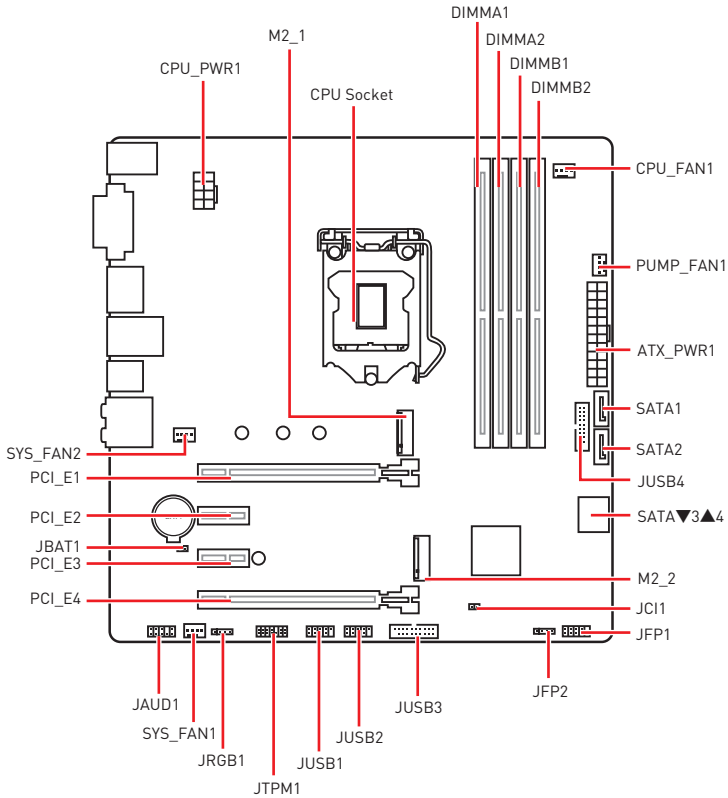 DIMMA1
M2_1
DIMMA2
DIMMB1
CPU_PWR1
DIMMB2
CPU Socket
CPU_FAN1
PUMP_FAN1
ATX_PWR1
SATA1
SYS_FAN2
SATA2
PCI_E1
JUSB4
PCI_E2
SATA▼3▲4
JBAT1
PCI_E3
M2_2
PCI_E4
JCI1
JFP1
JAUD1
JFP2
JUSB3
SYS_FAN1
JUSB2
JRGB1
JUSB1
JTPM1